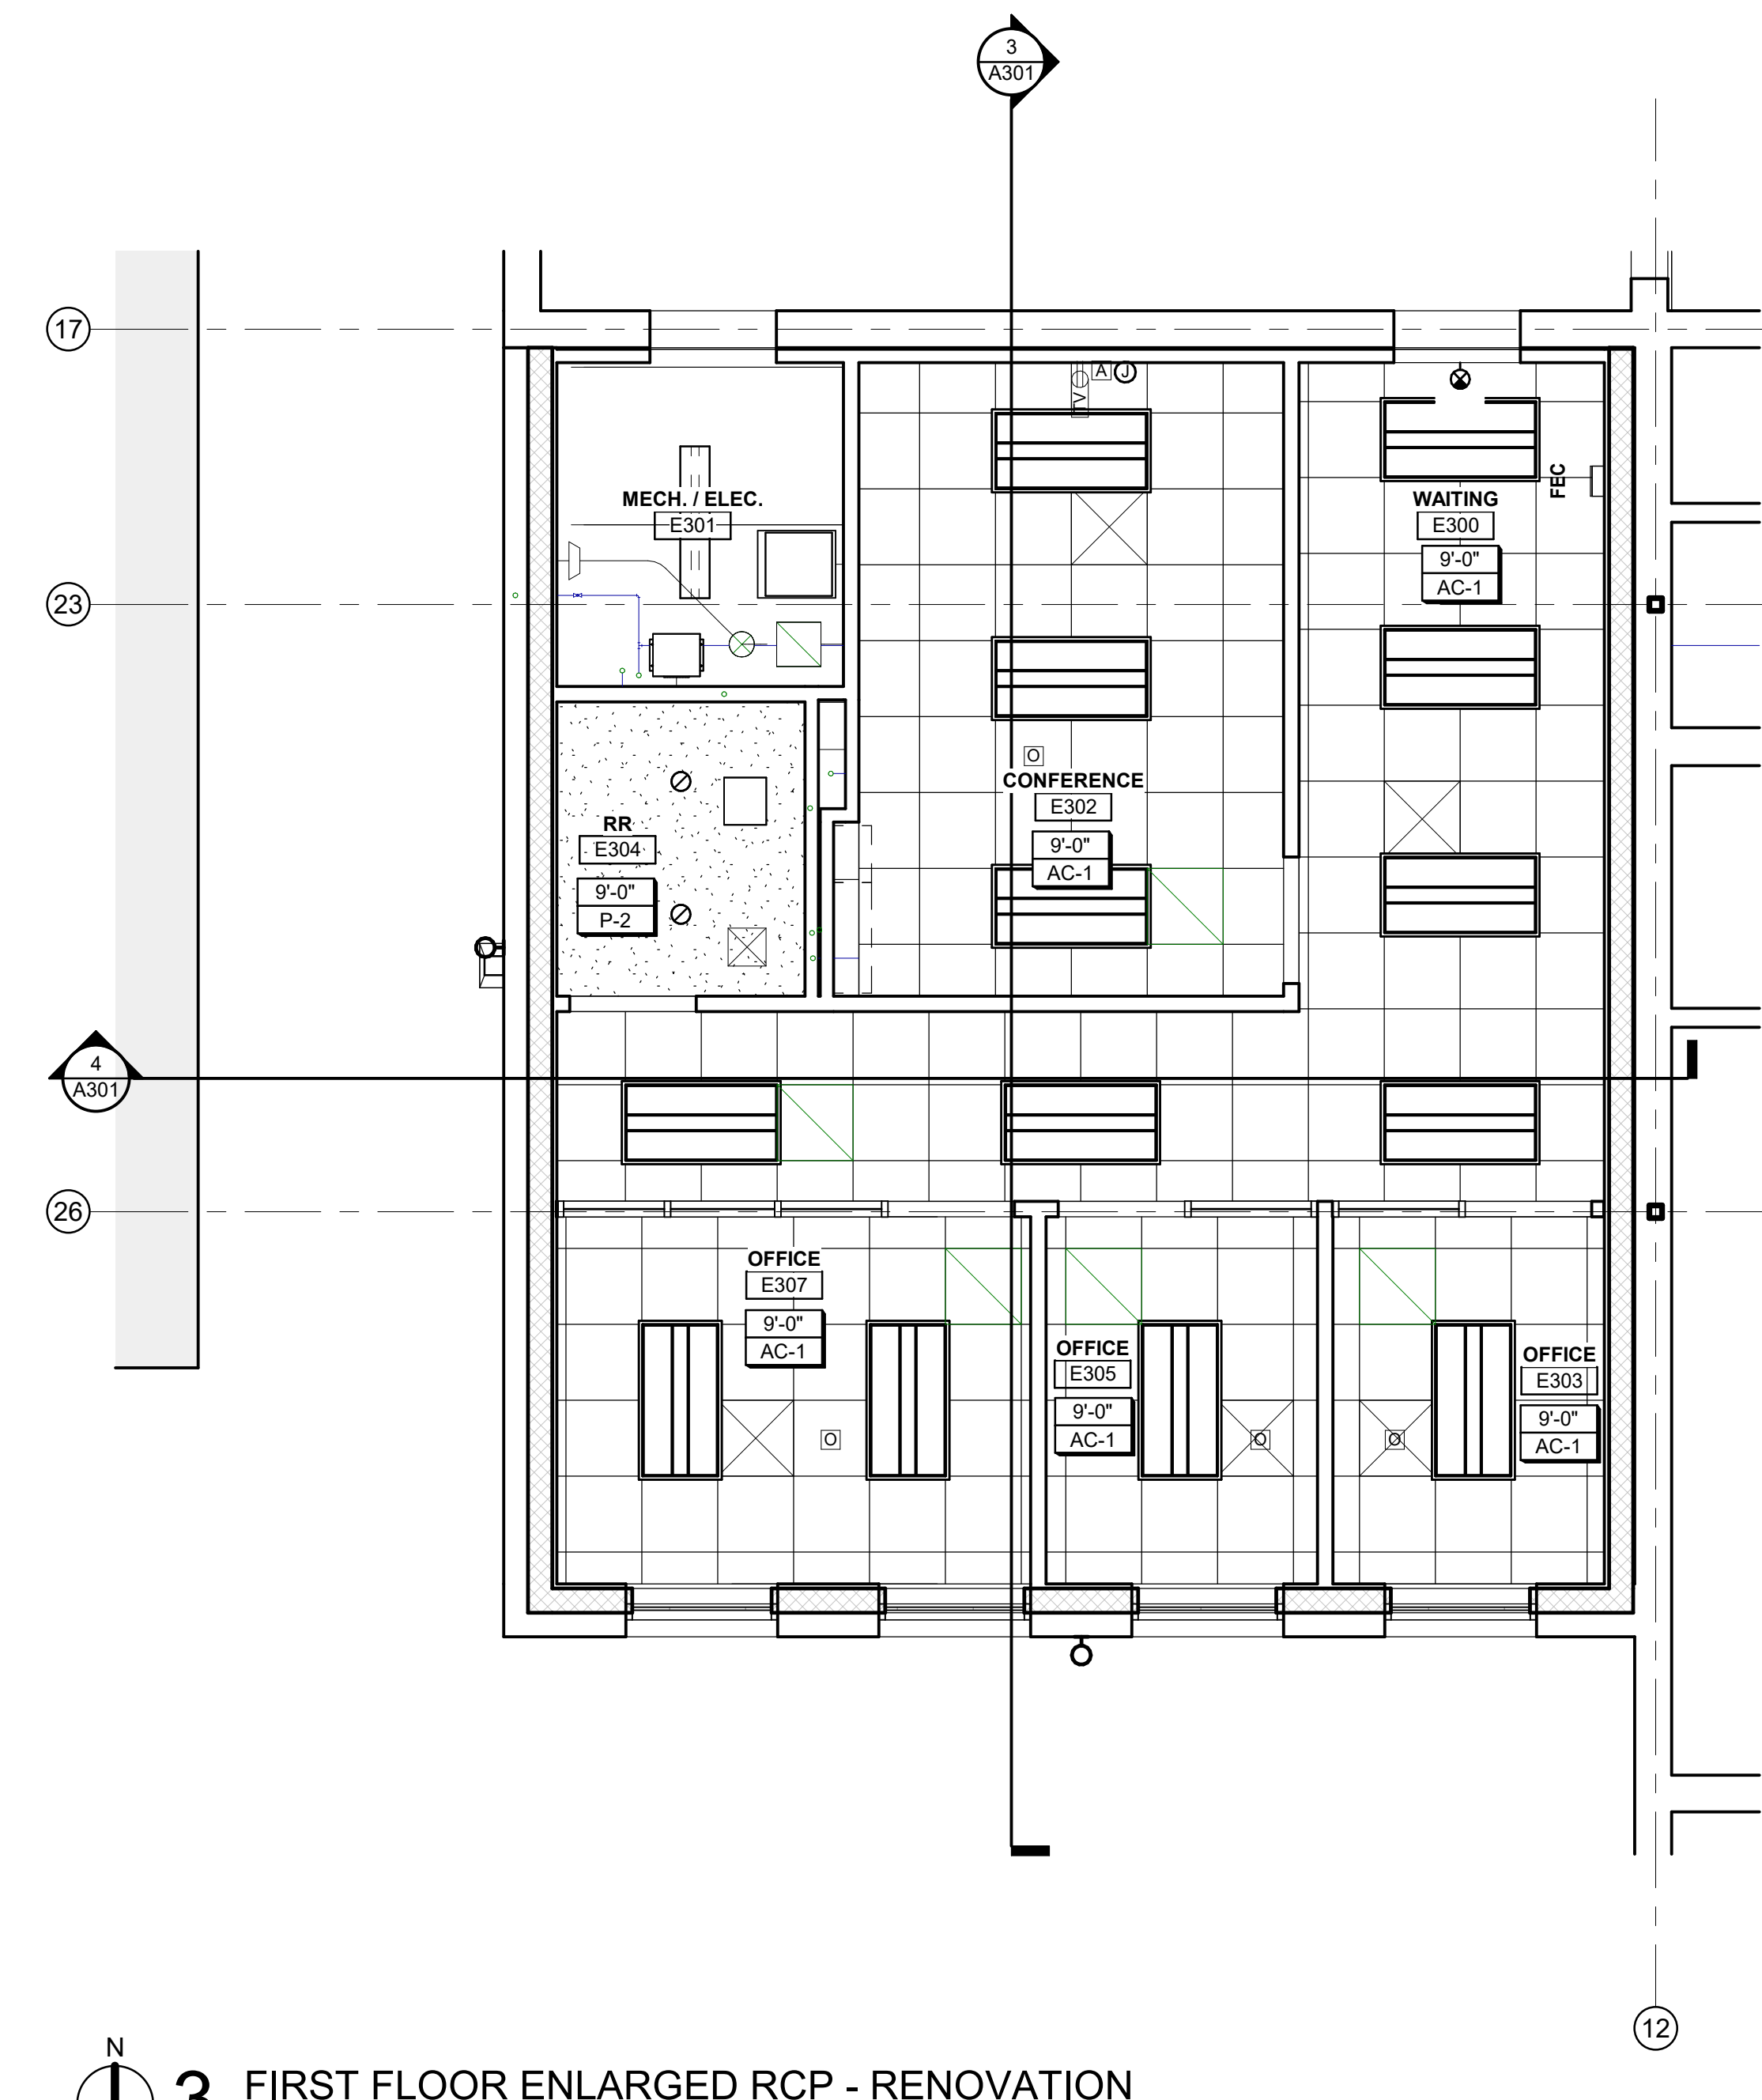 3
A301
17
A
J
TV
MECH. / ELEC.
E301
WAITING
E300
FEC
9'-0"
AC-1
23
O
CONFERENCE
E302
9'-0"
AC-1
RR
E304
9'-0"
P-2
4
A301
26
OFFICE
E307
9'-0"
AC-1
OFFICE
E305
9'-0"
AC-1
OFFICE
E303
9'-0"
AC-1
O
O
O
12
N
3
FIRST FLOOR ENLARGED RCP - RENOVATION